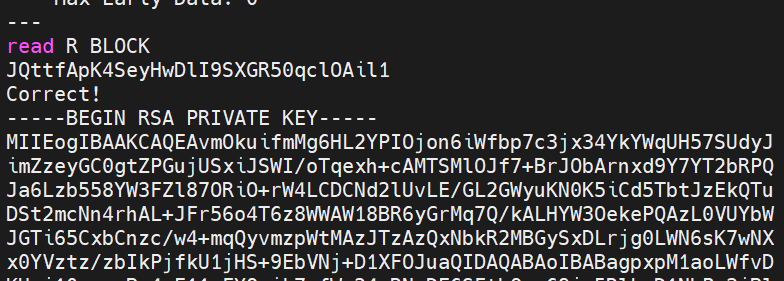 Max Early Data: 0
---
read R BLOCK
JQttfApK4SeyHwDlI9SXGR50qclOAil1
Correct!
-----BEGIN RSA PRIVATE KEY-----
MIIEogIBAAKCAQEAvmOkuifmMg6HL2YPIOjon6iWfbp7c3jx34YkYWqUH57SUdyJ
imZzeyGC0gtZPGujUSxiJSWI/oTqexh+cAMTSMlOJf7+BrJObArnxd9Y7YT2bRPQ
Ja6Lzb558YW3FZl87ORiO+rW4LCDCNd2lUvLE/GL2GWyuKN0K5iCd5TbtJzEkQTu
DSt2mcNn4rhAL+JFr56o4T6z8WWAW18BR6yGrMq7Q/kALHYW3OekePQAzL0VUYbW
JGTi65CxbCnzc/w4+mqQyvmzpWtMAzJTzAzQxNbkR2MBGySxDLrjg0LWN6sK7wNX
x0YVztz/zbIkPjfkU1jHS+9EbVNj+D1XFOJuaQIDAQABAoIBABagpxpM1aoLWfvD